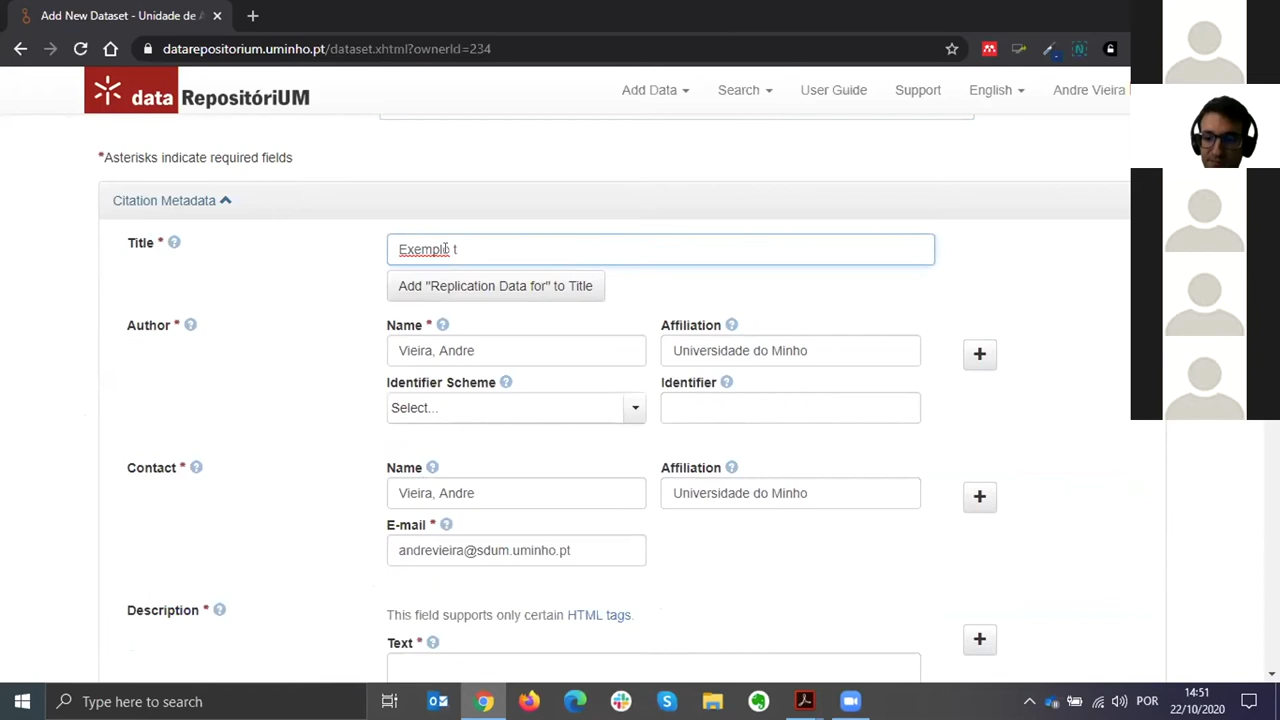 Add New Dataset - Unidade de A
datarepositorium.uminho.pt/dataset.xhtml?ownerId=234
data RepositóriUM
Add Data
Search
User Guide
Support
English
Andre Vieira
*Asterisks indicate required fields
Citation Metadata
Title *
Exemplo t
Add "Replication Data for" to Title
Author *
Name *
Affiliation
Vieira, Andre
Universidade do Minho
Identifier Scheme
Identifier
Select...
Contact *
Name
Affiliation
Vieira, Andre
Universidade do Minho
E-mail *
andrevieira@sdum.uminho.pt
Description *
This field supports only certain HTML tags.
Text *
Type here to search
POR
14:51
22/10/2020